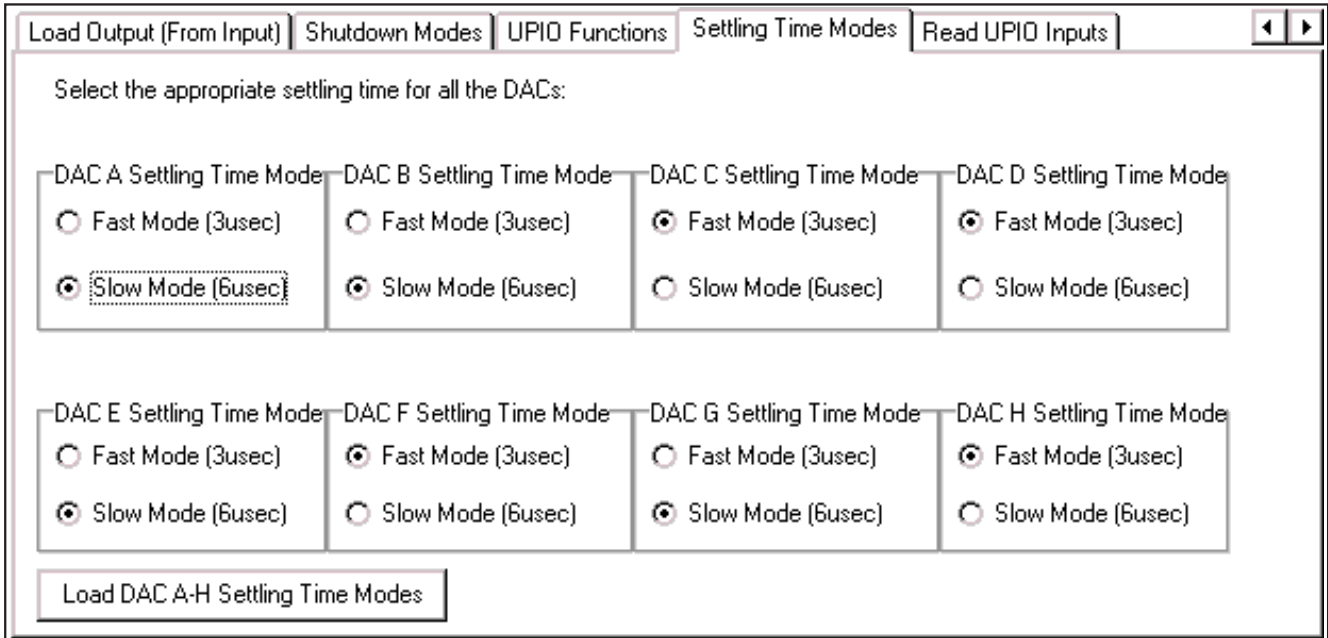 Load Output (From Input) Shutdown Modes UPIO Functions Settling Time Modes Read UPIO Inputs
Select the appropriate settling time for all the DACs:
DAC A Settling Time Mode DAC B Settling Time Mode DAC C Settling Time Mode DAC D Settling Time Mode
Fast Mode (3usec) Fast Mode (3usec) Fast Mode (3usec) Fast Mode (3usec)
Slow Mode (6usec) Slow Mode (6usec) Slow Mode (6usec) Slow Mode (6usec)
DAC E Settling Time Mode DAC F Settling Time Mode DAC G Settling Time Mode DAC H Settling Time Mode
Fast Mode (3usec) Fast Mode (3usec) Fast Mode (3usec) Fast Mode (3usec)
Slow Mode (6usec) Slow Mode (6usec) Slow Mode (6usec) Slow Mode (6usec)
Load DAC A-H Settling Time Modes